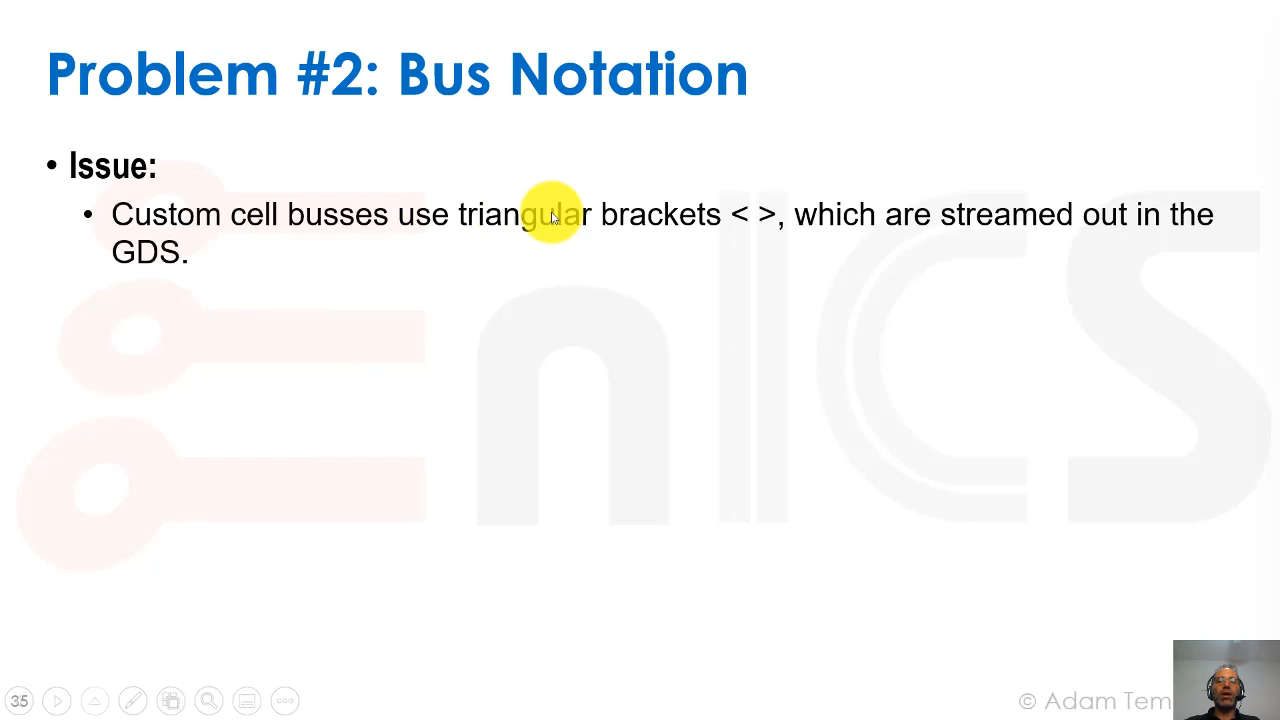 Problem #2: Bus Notation
• Issue:
• Custom cell busses use triangular brackets < >, which are streamed out in the
GDS.
EnICS
35
© Adam